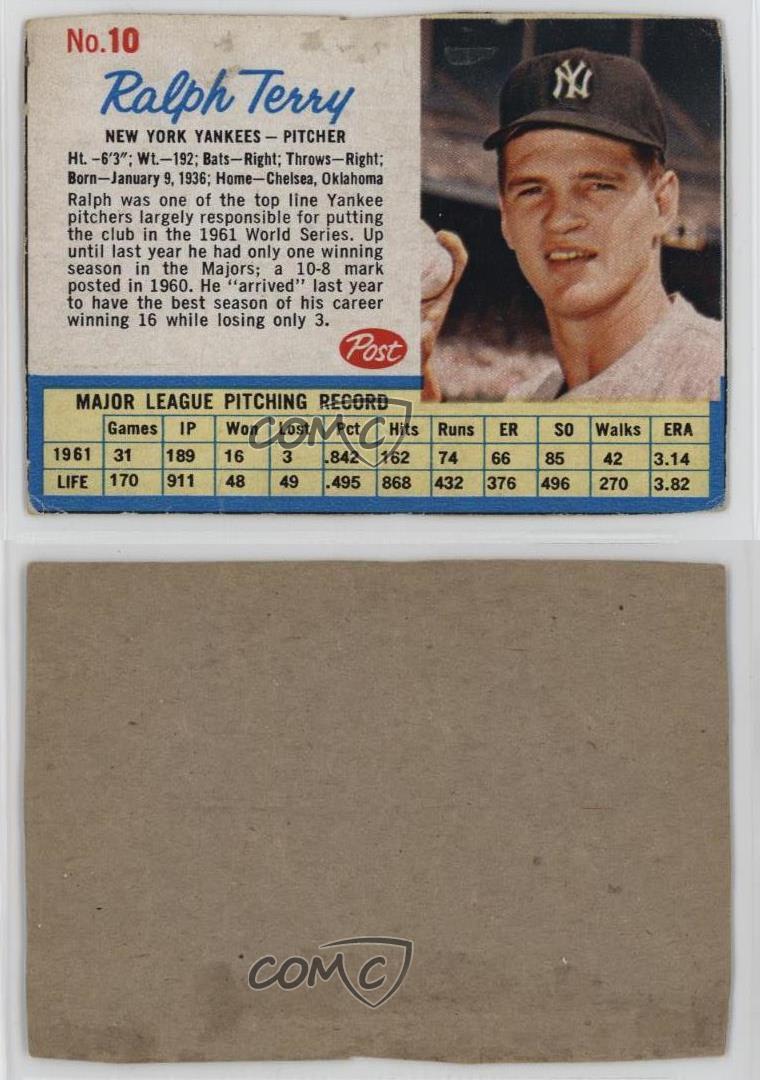 No.10
Ralph Terry
NEW YORK YANKEES — PITCHER
Ht. –6'3"; Wt.—192; Bats—Right; Throws—Right;
Born—January 9, 1936; Home—Chelsea, Oklahoma
Ralph was one of the top line Yankee
pitchers largely responsible for putting
the club in the 1961 World Series. Up
until last year he had only one winning
season in the Majors; a 10-8 mark
posted in 1960. He "arrived" last year
to have the best season of his career
winning 16 while losing only 3.
Post
NY
MAJOR LEAGUE PITCHING RECORD
Games IP Won Lost Pct Hits Runs ER SO Walks ERA
1961 31 189 16 3 .842 162 74 66 85 42 3.14
LIFE 170 911 48 49 .495 868 432 376 496 270 3.82
COMC
COMC